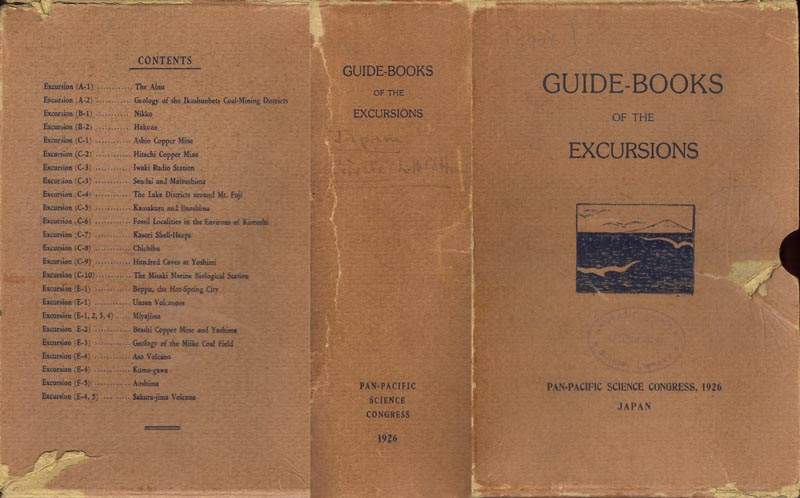 CONTENTS
Excursion (A-1) ........... The Ainu
Excursion (A-2) ........... Geology of the Ikushunbets Coal-Mining Districts
Excursion (B-1) ........... Nikko
Excursion (B-2) ........... Hakone
Excursion (C-1) ........... Ashio Copper Mine
Excursion (C-2) ........... Hitachi Copper Mine
Excursion (C-3) ........... Iwaki Radio Station
Excursion (C-3) ........... Sendai and Matsushima
Excursion (C-4) ........... The Lake Districts around Mt. Fuji
Excursion (C-5) ........... Kamakura and Enoshima
Excursion (C-6) ........... Fossil Localities in the Environs of
Excursion (C-7) ........... Kasori Shell-Heaps
Excursion (C-8) ........... Chichibu
Excursion (C-9) ........... Hundred Caves at Yoshimi
Excursion (C-10) ........... The Misaki Marine Biological Station
Excursion (E-1) ........... Beppu, the Hot-Spring City
Excursion (E-1) ........... Unzen Volcanoes
Excursion (E-1, 2, 3, 4) .... Miyajima
Excursion (E-2) ........... Besshi Copper Mine and Yashima
Excursion (E-3) ........... Geology of the Miike Coal Field
Excursion (E-4) ........... Aso Volcano
Excursion (E-4) ........... Kuma-gawa
Excursion (E-5) ........... Aoshima
Excursion (E-4, 5) ........ Sakura-jima Volcano
GUIDE-BOOKS
OF THE
EXCURSIONS
Japan
PAN-PACIFIC
SCIENCE
CONGRESS
1926
GUIDE-BOOKS
OF THE
EXCURSIONS
PAN-PACIFIC SCIENCE CONGRESS, 1926
JAPAN